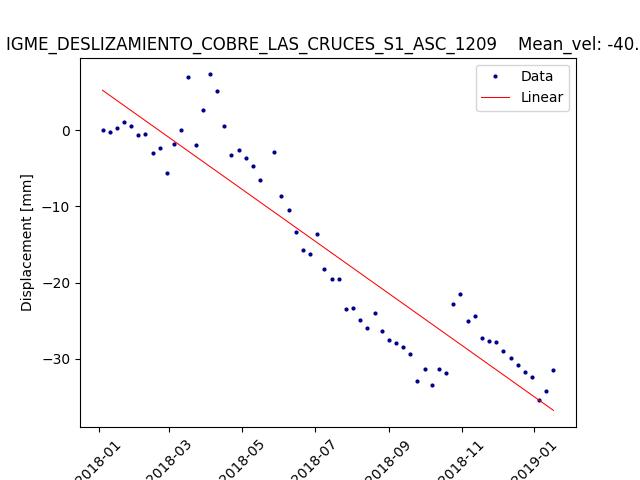 IGME_DESLIZAMIENTO_COBRE_LAS_CRUCES_S1_ASC_1209 Mean_vel: -40.
Data
Linear
0
−10
−20
−30
Displacement [mm]
2018-01
2018-03
2018-05
2018-07
2018-09
2018-11
2019-01